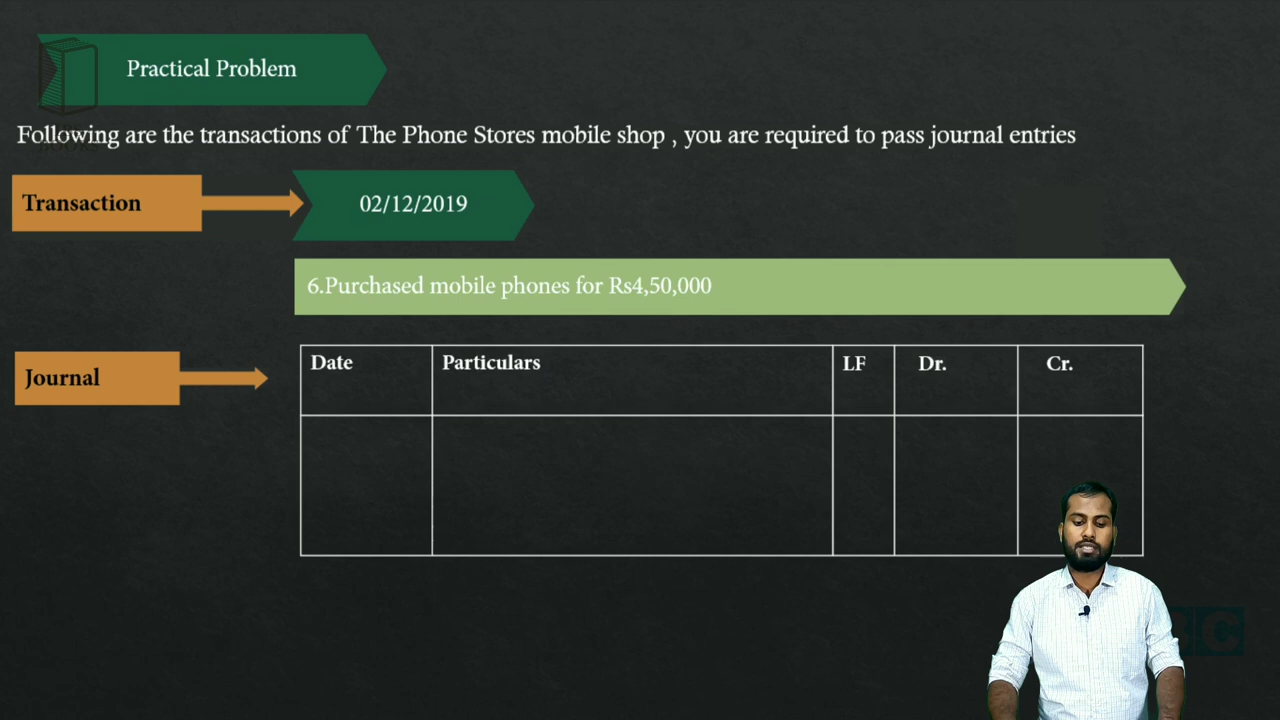 Practical Problem
Following are the transactions of The Phone Stores mobile shop , you are required to pass journal entries
Transaction
02/12/2019
6.Purchased mobile phones for Rs4,50,000
Journal
Date Particulars LF Dr. Cr.